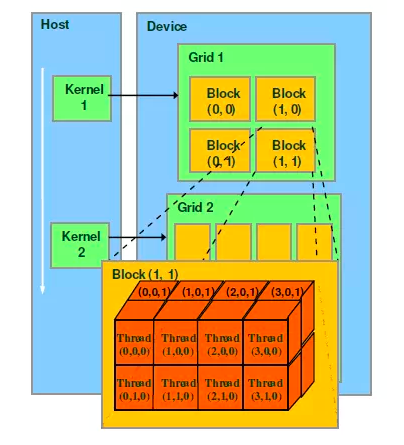 Host
Device
Grid 1
Kernel
1
Block
(0, 0)
Block
(1, 0)
Block
(0, 1)
Block
(1, 1)
Kernel
2
Grid 2
Block (1, 1)
(0,0,1) (1,0,1) (2,0,1) (3,0,1)
Thread
(0,0,0)
Thread
(1,0,0)
Thread
(2,0,0)
Thread
(3,0,0)
Thread
(0,1,0)
Thread
(1,1,0)
Thread
(2,1,0)
Thread
(3,1,0)